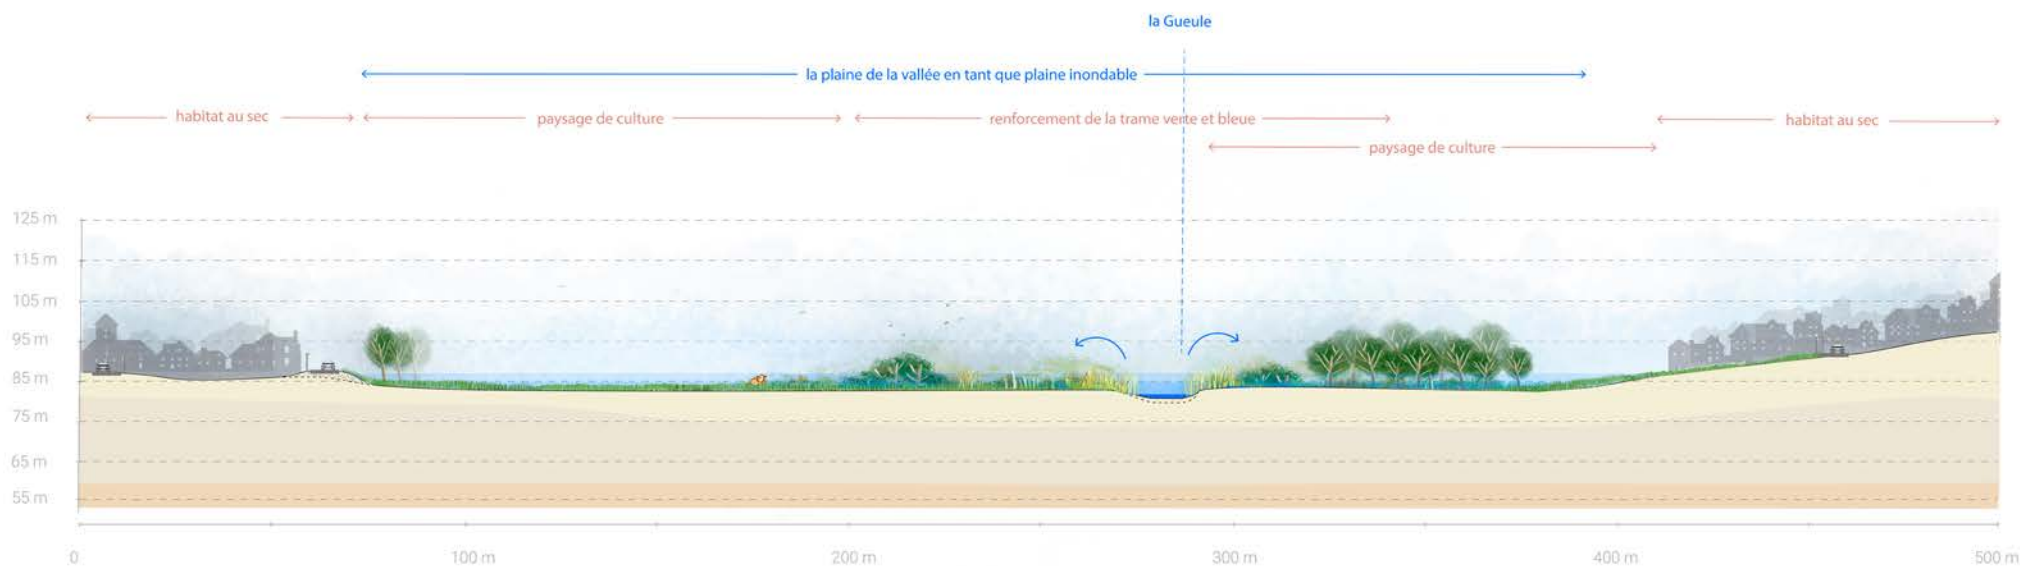 la Gueule
la plaine de la vallée en tant que plaine inondable
habitat au sec
paysage de culture
renforcement de la trame verte et bleue
habitat au sec
paysage de culture
125 m
115 m
105 m
95 m
85 m
75 m
65 m
55 m
0
100 m
200 m
300 m
400 m
500 m